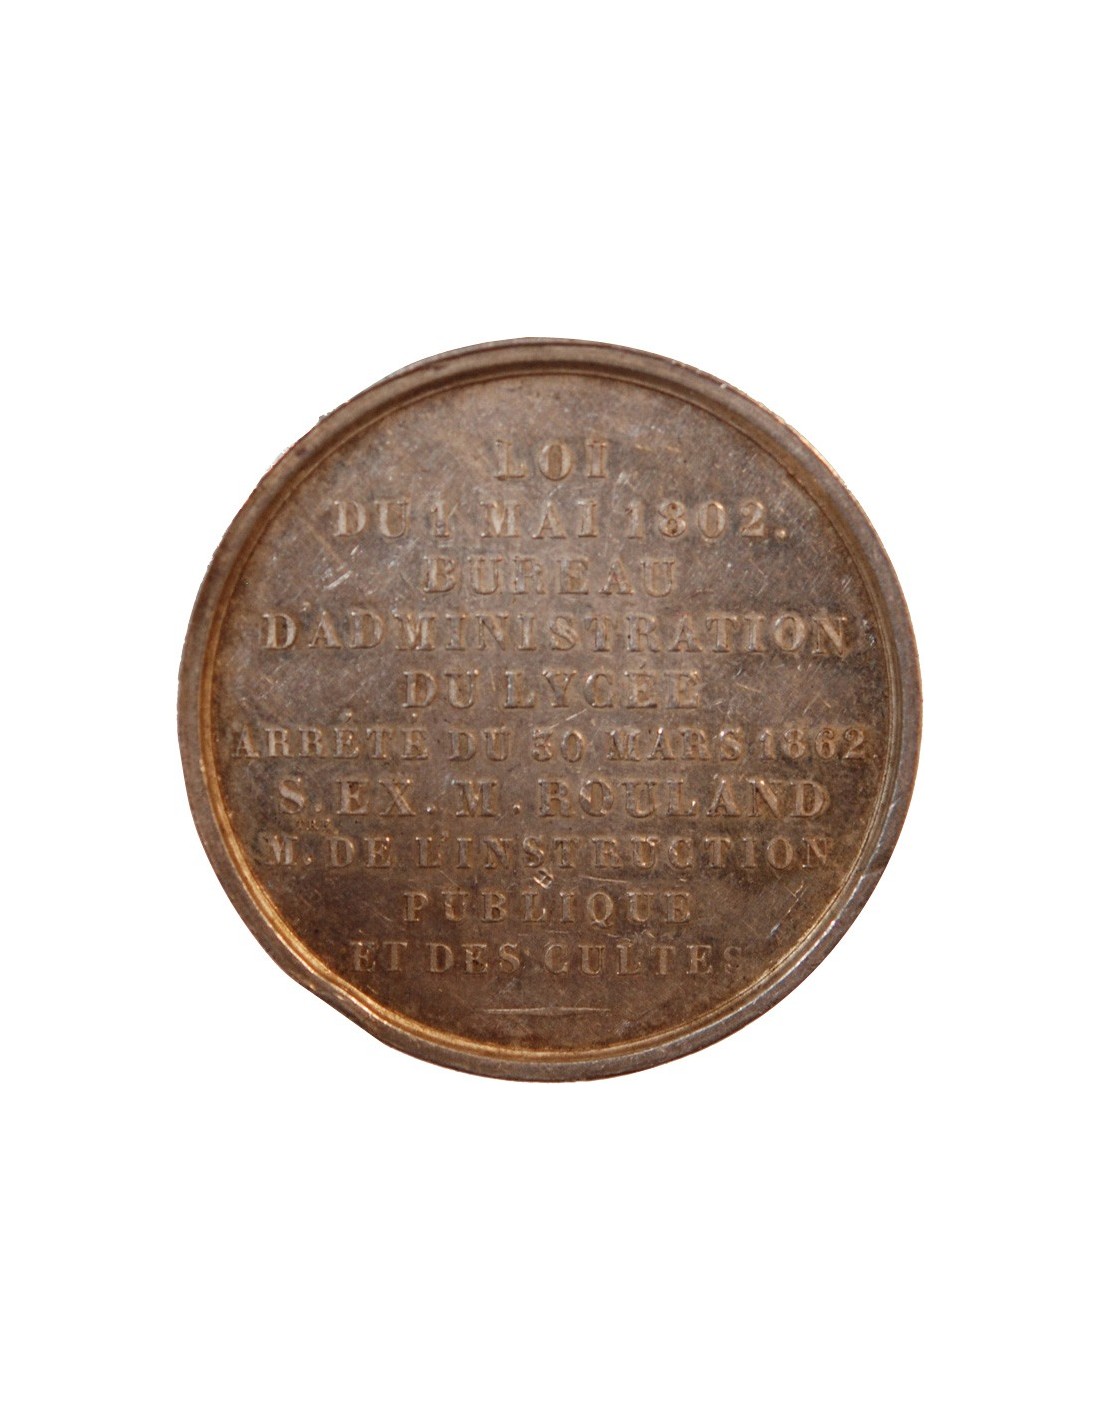 LOI
DU 1 MAI 1802.
BUREAU
D'ADMINISTRATION
DU LYCÉE
ARRÊTÉ DU 30 MARS 1862.
S. EX. M. ROULAND
M. DE L'INSTRUCTION
PUBLIQUE
ET DES CULTES